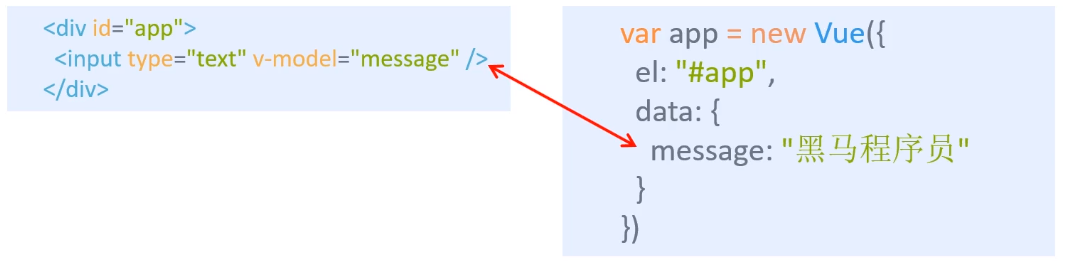 <div id="app">
<input type="text" v-model="message" />
</div>
var app = new Vue({
el: "#app",
data: {
message: "黑马程序员"
}
})